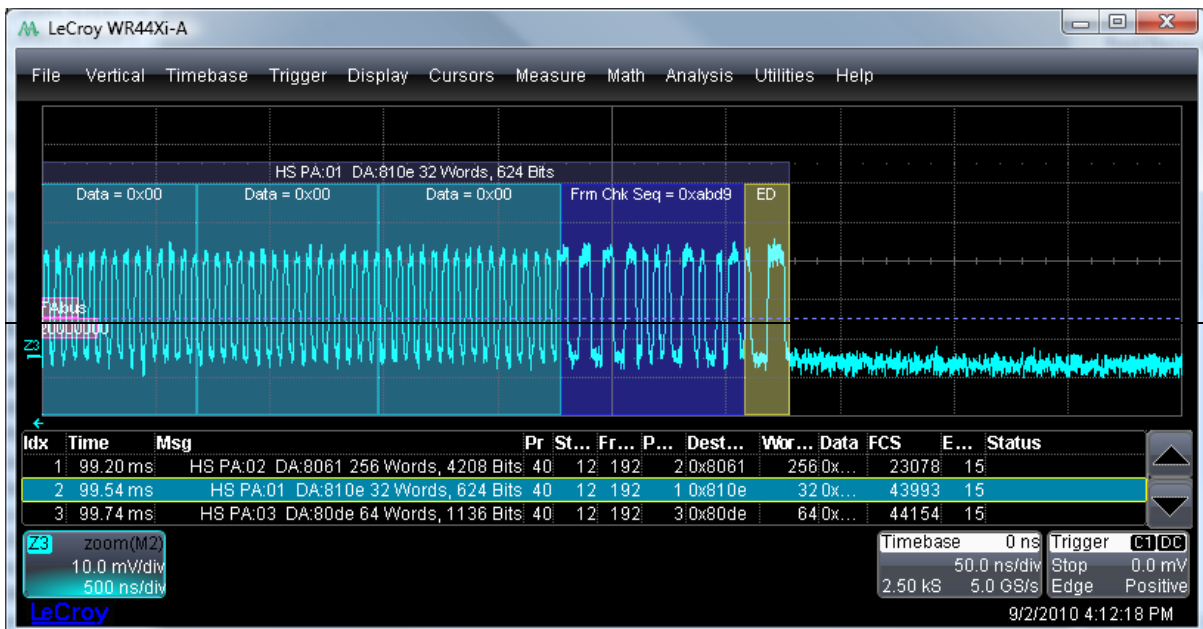 LeCroy WR44Xi-A
File Vertical Timebase Trigger Display Cursors Measure Math Analysis Utilities Help
HS PA:01 DA:810e 32 Words, 624 Bits
Data = 0x00 Data = 0x00 Data = 0x00 Frm Chk Seq = 0xabd9 ED
FAbus
Z3
Idx Time Msg Pr St... Fr... P... Dest... Wor... Data FCS E... Status
1 99.20 ms HS PA:02 DA:8061 256 Words, 4208 Bits 40 12 192 2 0x8061 256 0x... 23078 15
2 99.54 ms HS PA:01 DA:810e 32 Words, 624 Bits 40 12 192 1 0x810e 32 0x... 43993 15
3 99.74 ms HS PA:03 DA:80de 64 Words, 1136 Bits 40 12 192 3 0x80de 64 0x... 44154 15
Z3 zoom(M2)
10.0 mV/div
500 ns/div
Timebase 0 ns
50.0 ns/div
2.50 kS 5.0 GS/s
Trigger C1 DC
Stop 0.0 mV
Edge Positive
LeCroy
9/2/2010 4:12:18 PM